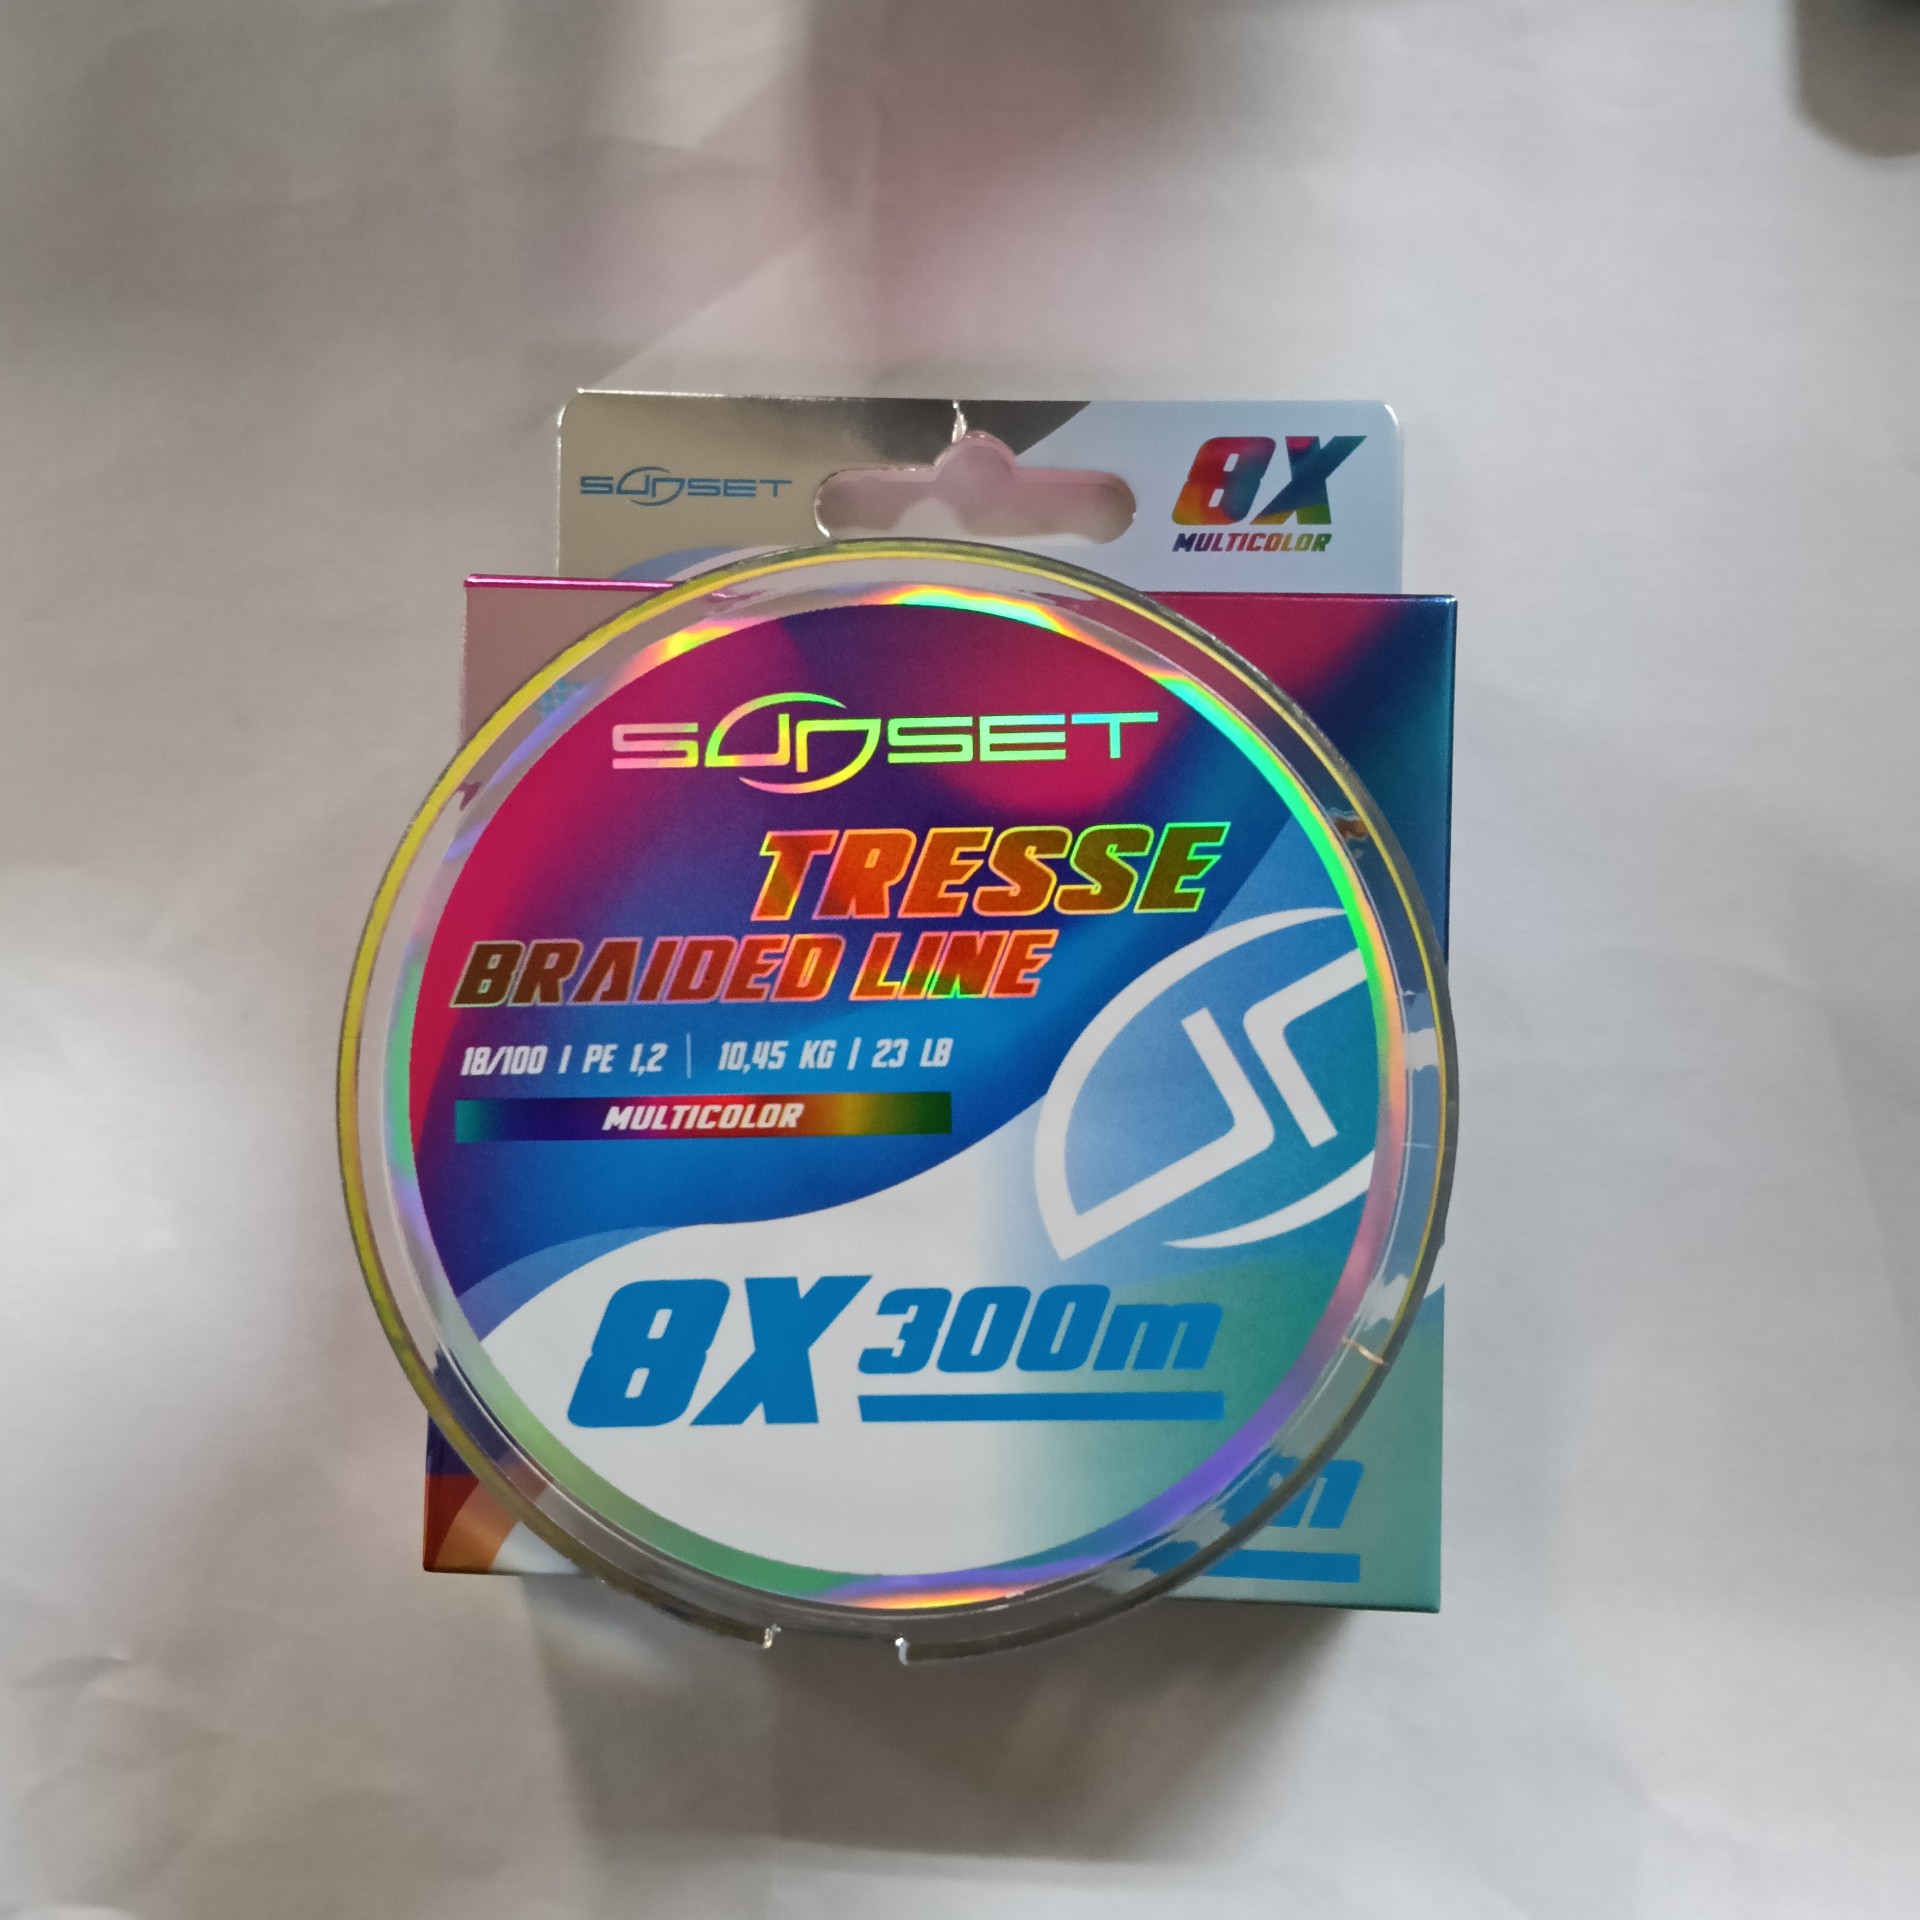 SUNSET
8X
MULTICOLOR
SUNSET
TRESSE
BRAIDED LINE
18/100 | PE 1,2 | 10,45 KG | 23 LB
MULTICOLOR
8X 300m
m